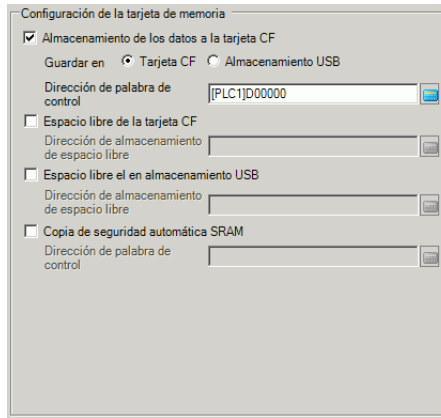 Configuración de la tarjeta de memoria
Almacenamiento de los datos a la tarjeta CF
Guardar en Tarjeta CF Almacenamiento USB
Dirección de palabra de
control
[PLC1]D00000
Espacio libre de la tarjeta CF
Dirección de almacenamiento
de espacio libre
Espacio libre el en almacenamiento USB
Dirección de almacenamiento
de espacio libre
Copia de seguridad automática SRAM
Dirección de palabra de
control